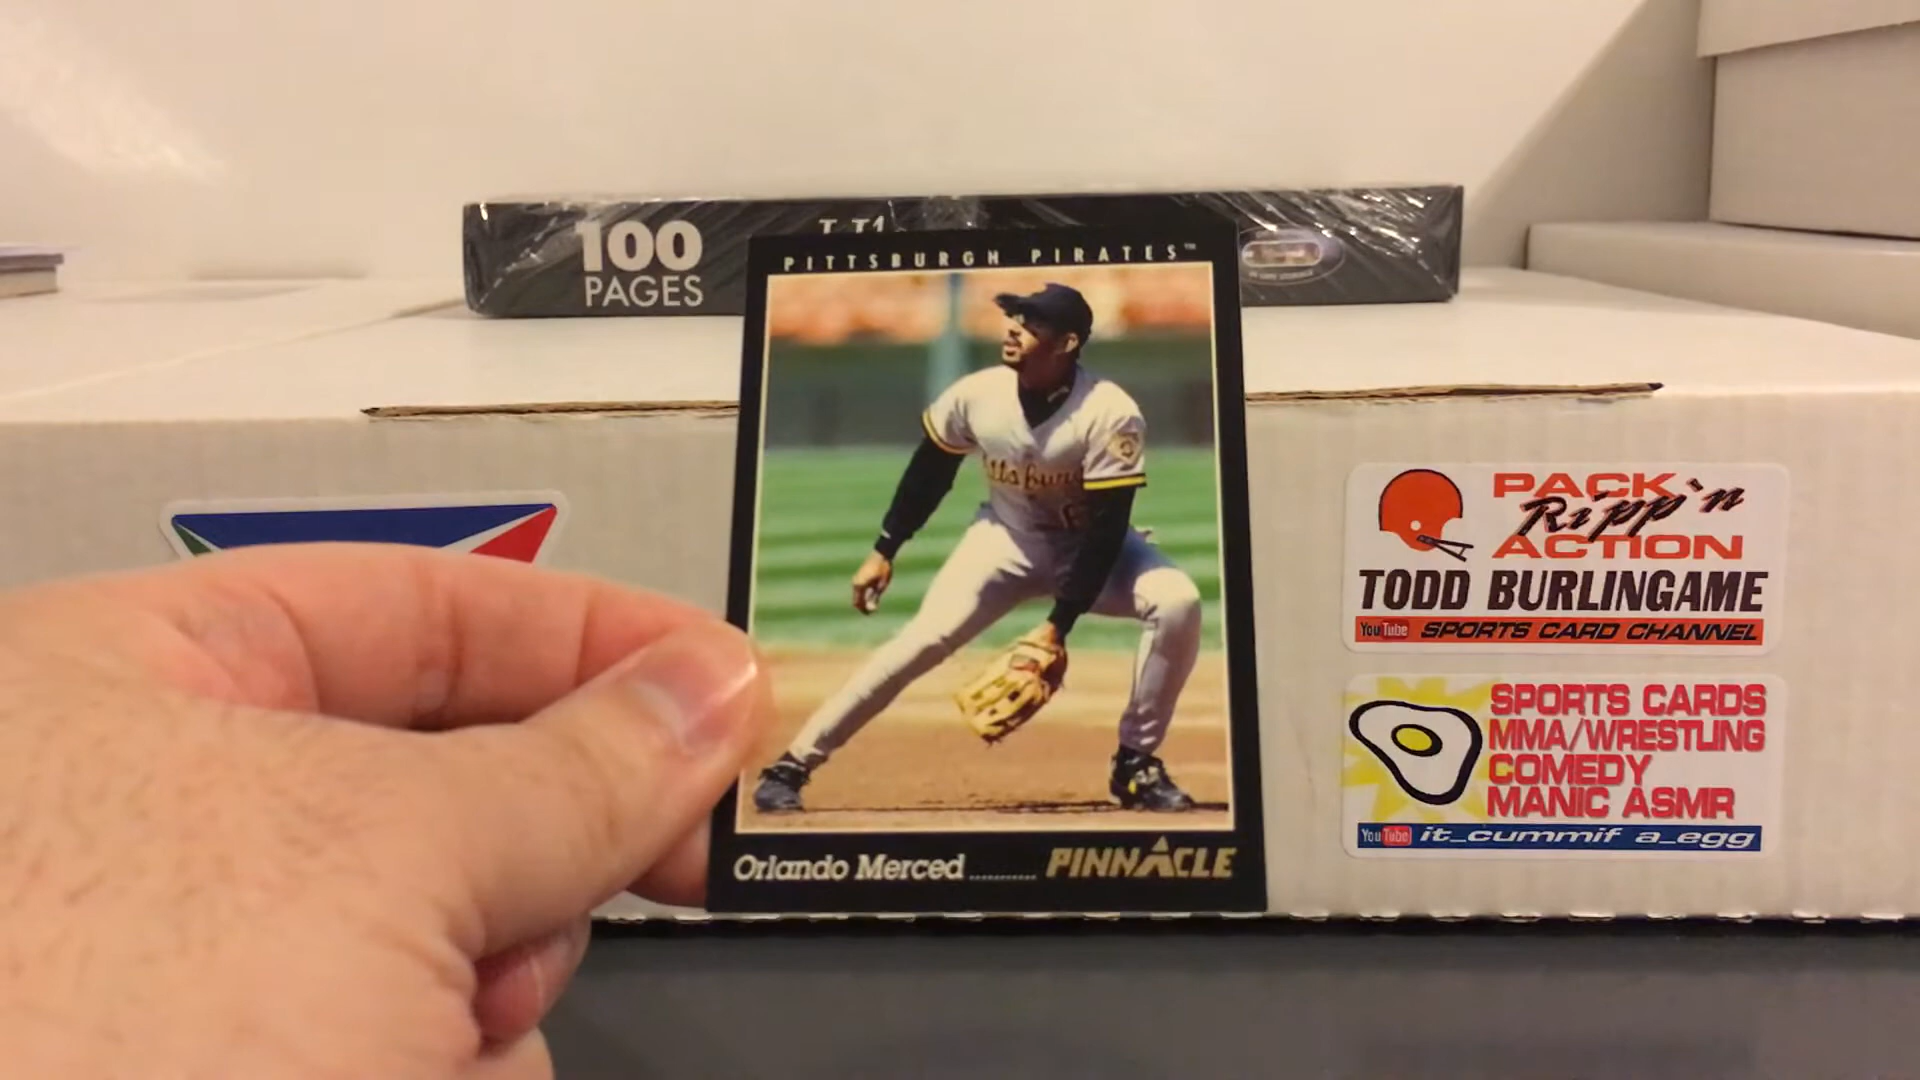 100
PAGES
PITTSBURGH PIRATES™
Orlando Merced .......... PINNACLE
PACK
Ripp'n
ACTION
TODD BURLINGAME
YouTube SPORTS CARD CHANNEL
SPORTS CARDS
MMA/WRESTLING
COMEDY
MANIC ASMR
YouTube it_cummif a_egg